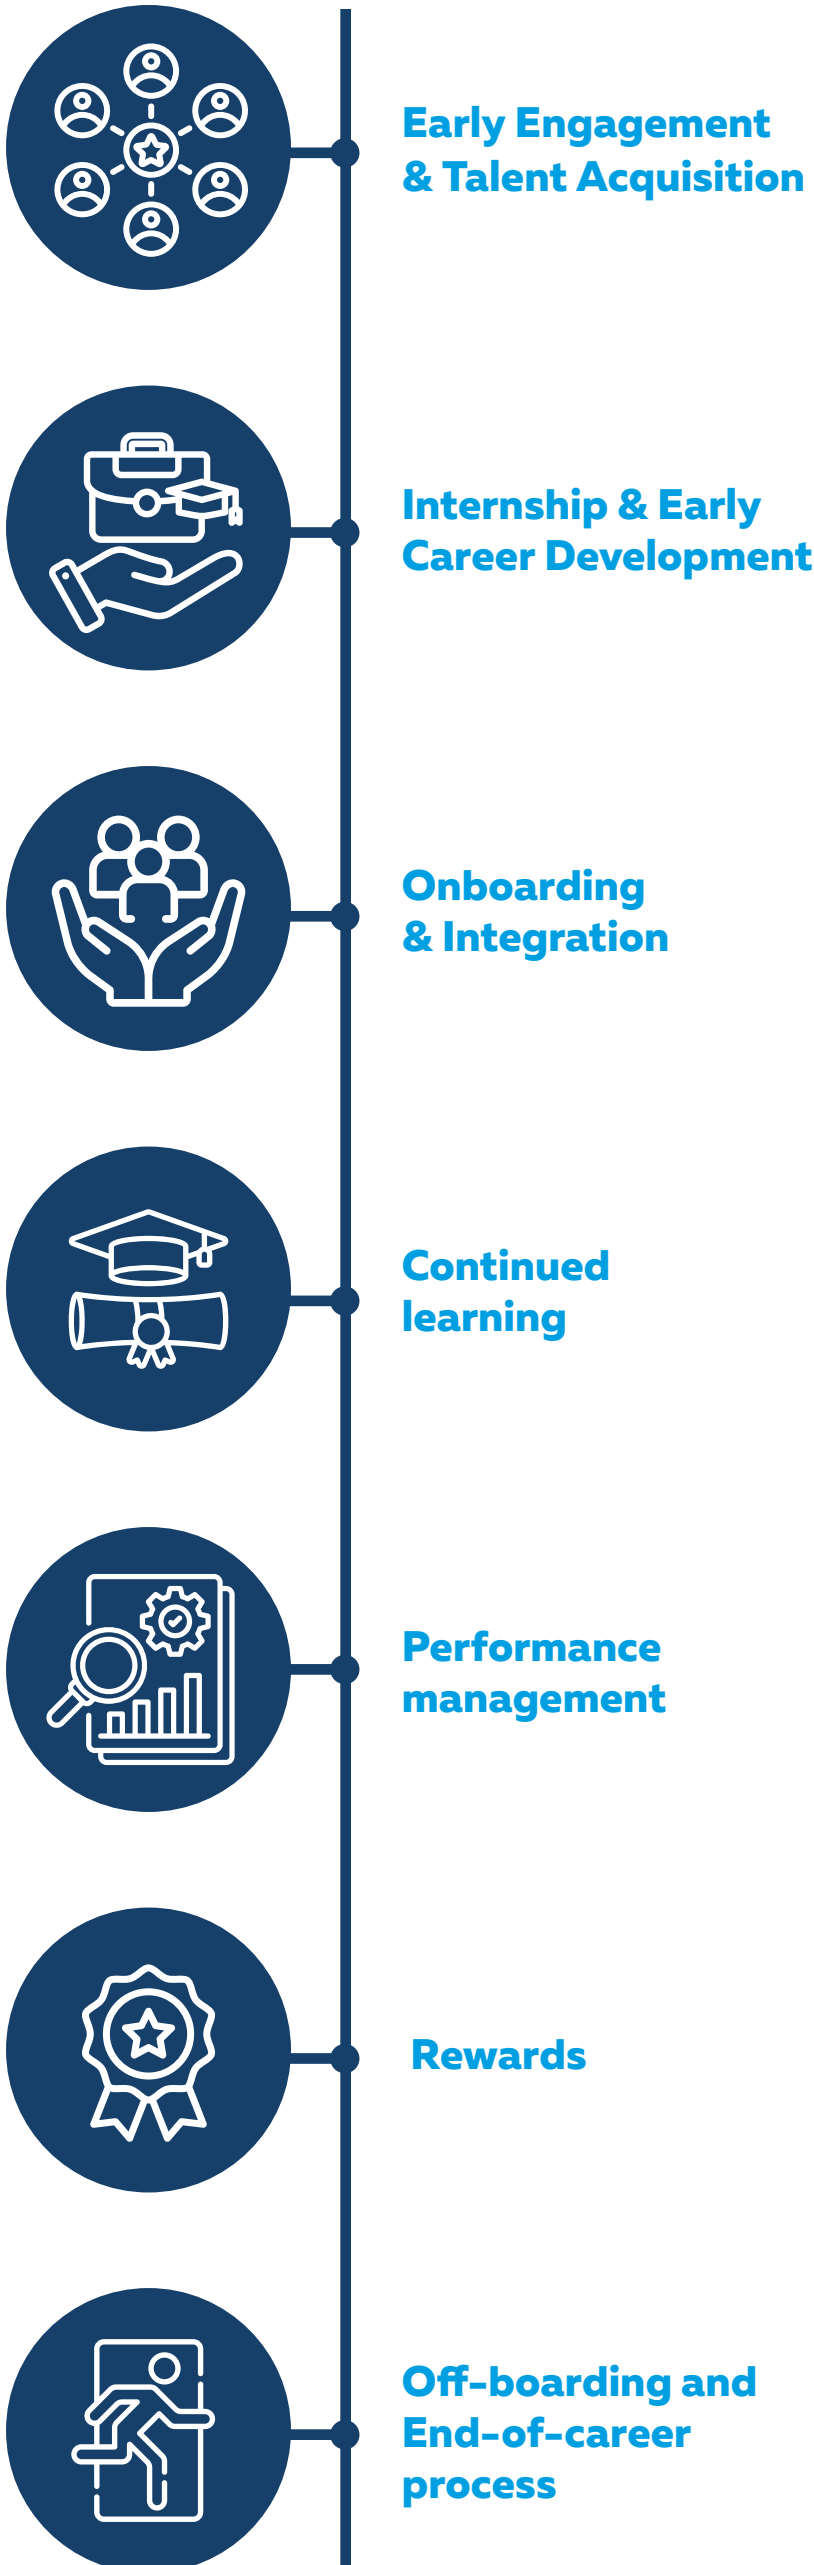 Early Engagement
& Talent Acquisition
Internship & Early
Career Development
Onboarding
& Integration
Continued
learning
Performance
management
Rewards
Off-boarding and
End-of-career
process